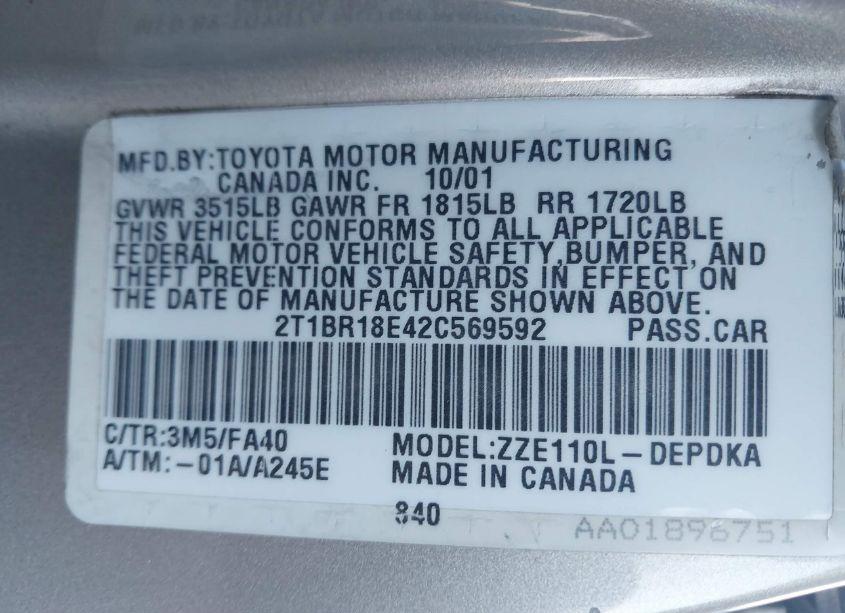 MFD.BY:TOYOTA MOTOR MANUFACTURING
CANADA INC. 10/01
GVWR 3515LB GAWR FR 1815LB RR 1720LB
THIS VEHICLE CONFORMS TO ALL APPLICABLE
FEDERAL MOTOR VEHICLE SAFETY,BUMPER, AND
THEFT PREVENTION STANDARDS IN EFFECT ON
THE DATE OF MANUFACTURE SHOWN ABOVE.
2T1BR18E42C569592 PASS.CAR
C/TR:3M5/FA40 MODEL:ZZE110L-DEPDKA
A/TM:-01A/A245E MADE IN CANADA
840
AA01896751